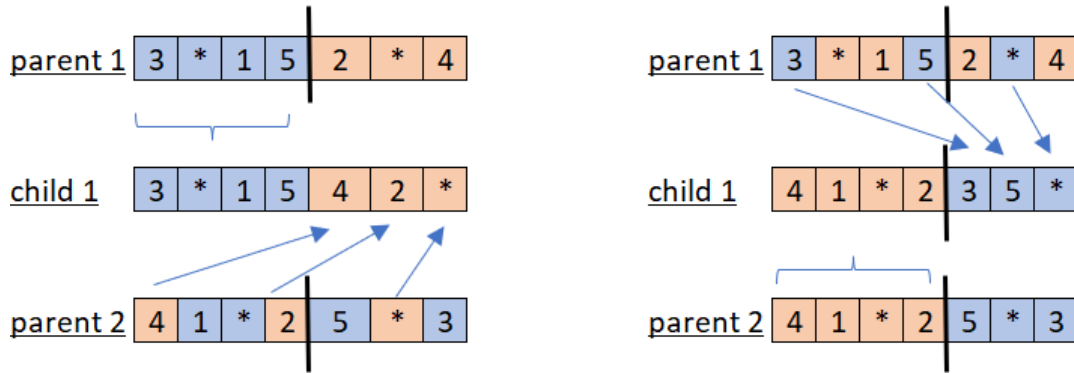 parent 1 3 * 1 5 2 * 4
child 1 3 * 1 5 4 2 *
parent 2 4 1 * 2 5 * 3
parent 1 3 * 1 5 2 * 4
child 1 4 1 * 2 3 5 *
parent 2 4 1 * 2 5 * 3